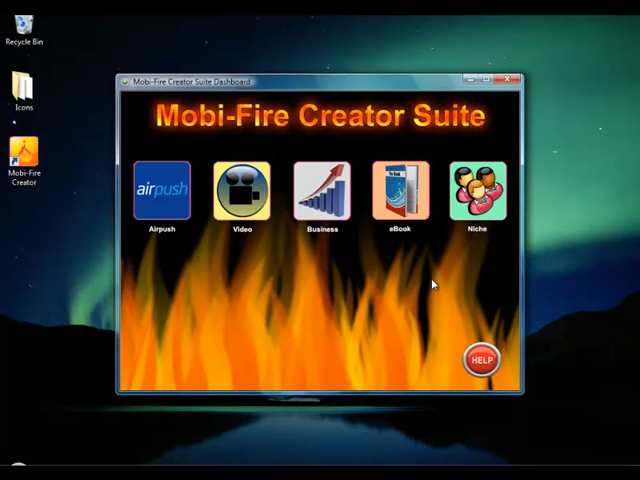 Recycle Bin
Icons
Mobi-Fire
Creator
Mobi-Fire Creator Suite Dashboard
Mobi-Fire Creator Suite
airpush
Airpush
Video
Business
eBook
Niche
HELP